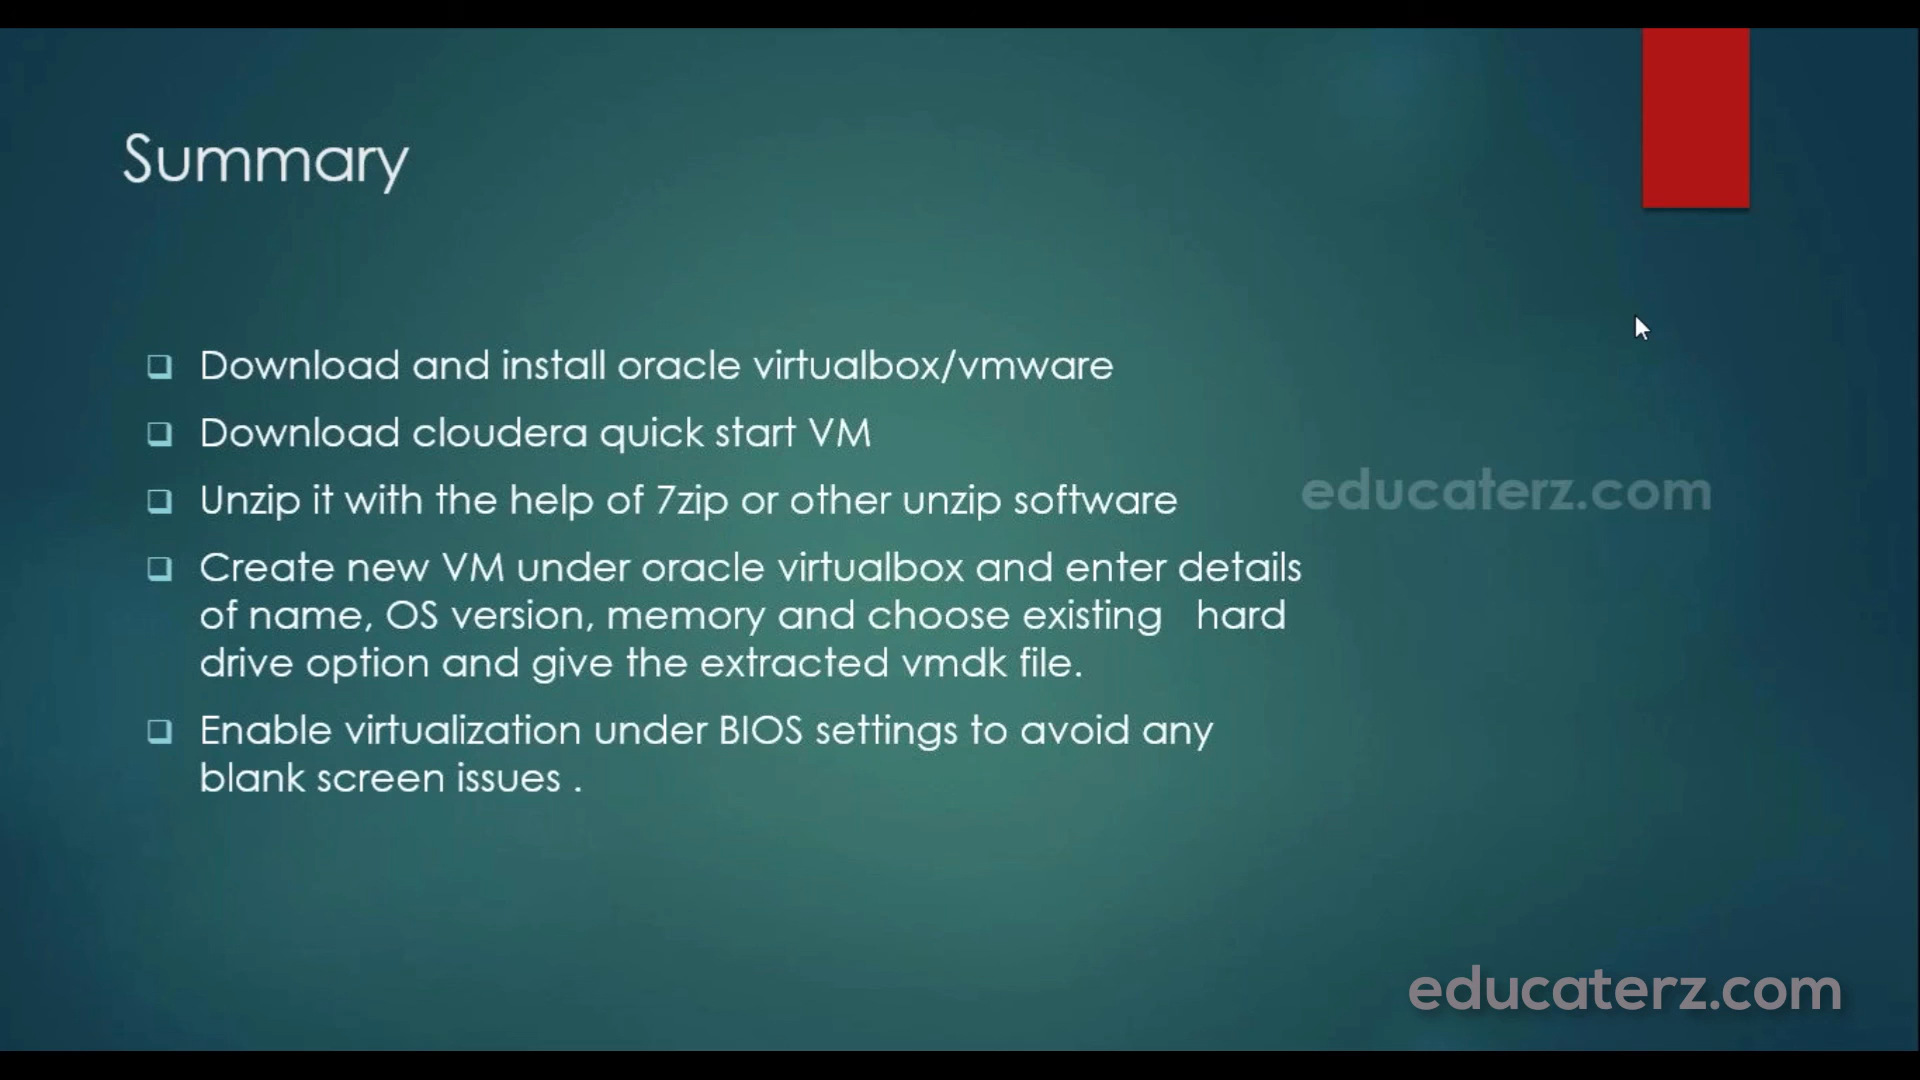 Summary
Download and install oracle virtualbox/vmware
Download cloudera quick start VM
Unzip it with the help of 7zip or other unzip software
educaterz.com
Create new VM under oracle virtualbox and enter details
of name, OS version, memory and choose existing hard
drive option and give the extracted vmdk file.
Enable virtualization under BIOS settings to avoid any
blank screen issues .
educaterz.com